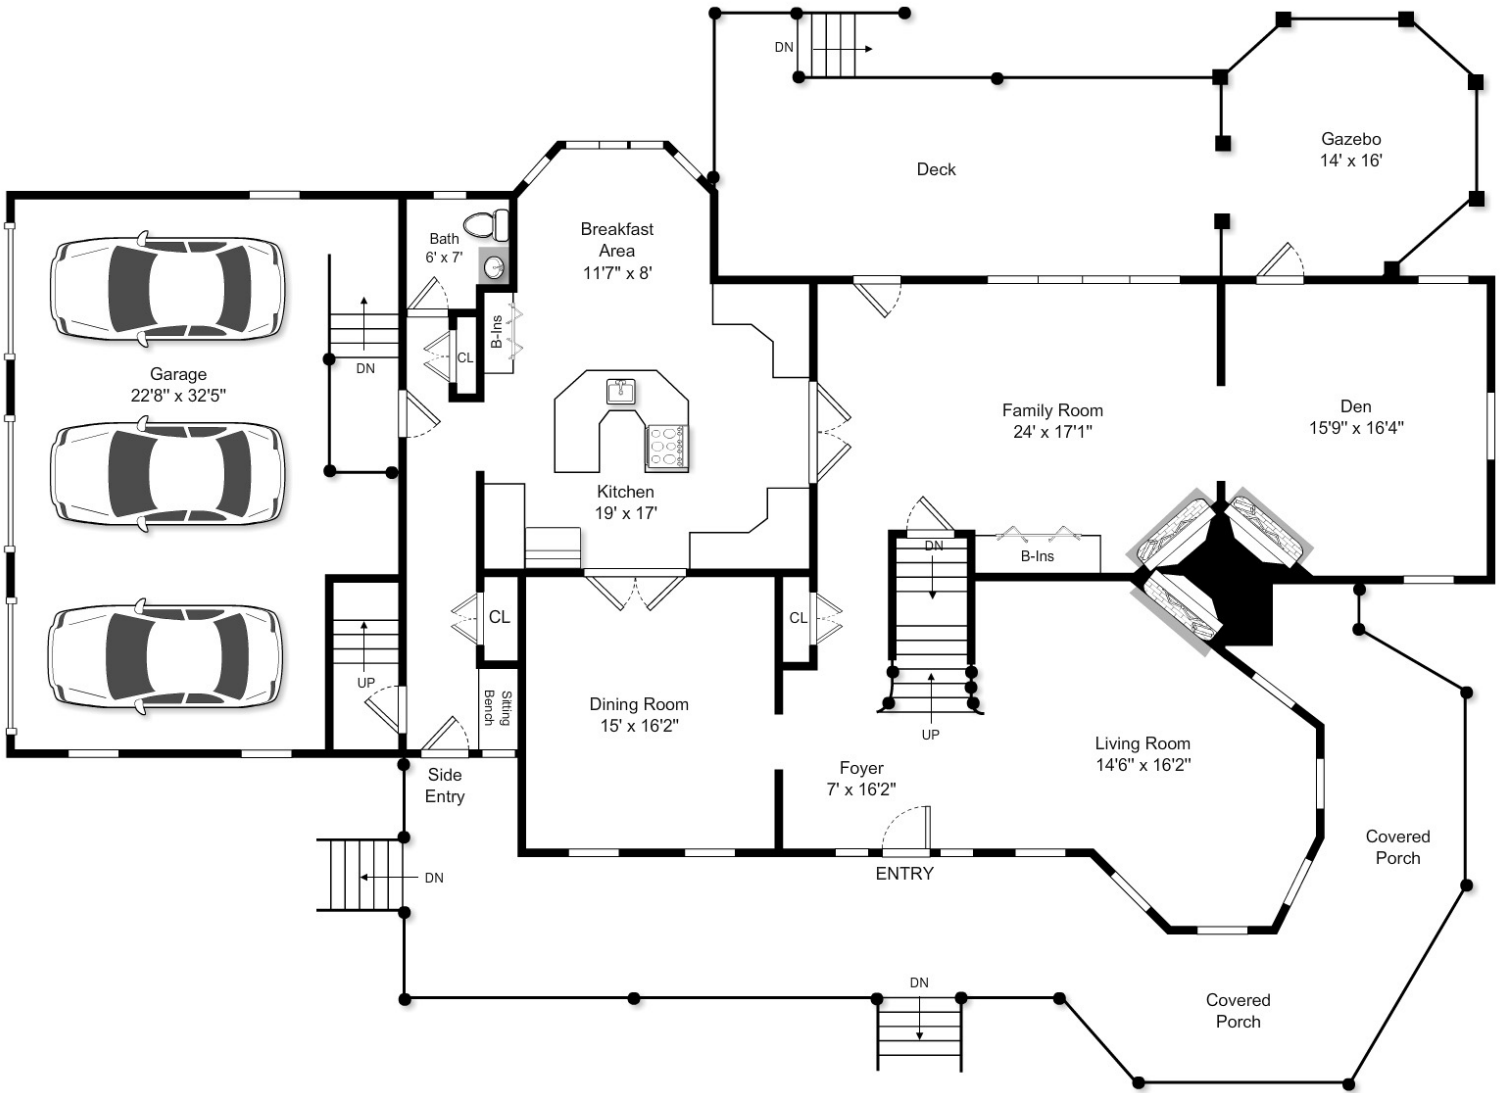 DN
Gazebo
14' x 16'
Deck
Breakfast
Area
11'7" x 8'
Bath
6' x 7'
B-Ins
CL
DN
Garage
22'8" x 32'5"
Family Room
24' x 17'1"
Den
15'9" x 16'4"
Kitchen
19' x 17'
DN
B-Ins
CL
CL
UP
Sitting
Bench
Dining Room
15' x 16'2"
UP
Living Room
14'6" x 16'2"
Foyer
7' x 16'2"
Side
Entry
Covered
Porch
DN
ENTRY
DN
Covered
Porch